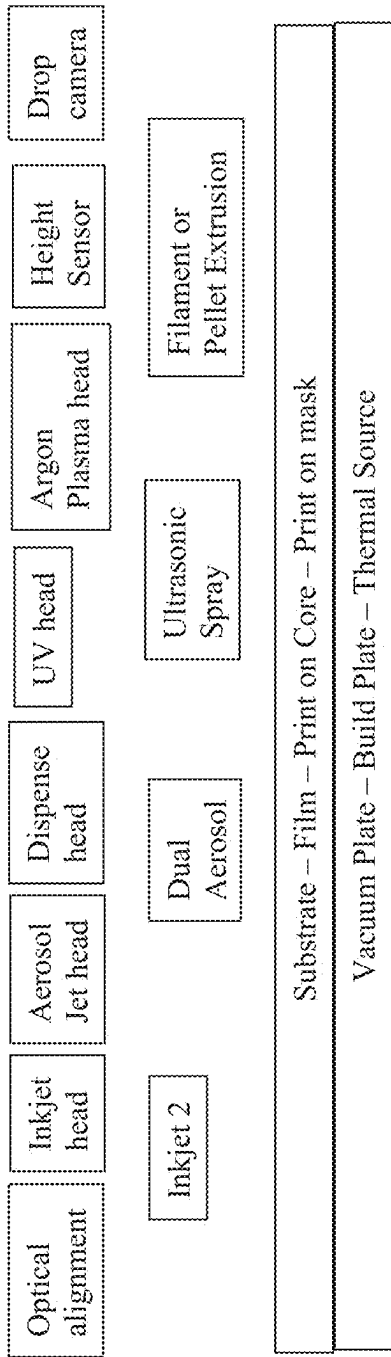 Optical
alignment
Inkjet
head
Aerosol
Jet head
Dispense
head
UV head
Argon
Plasma head
Height
Sensor
Drop
camera
Inkjet 2
Dual
Aerosol
Ultrasonic
Spray
Filament or
Pellet Extrusion
Substrate – Film – Print on Core – Print on mask
Vacuum Plate – Build Plate – Thermal Source